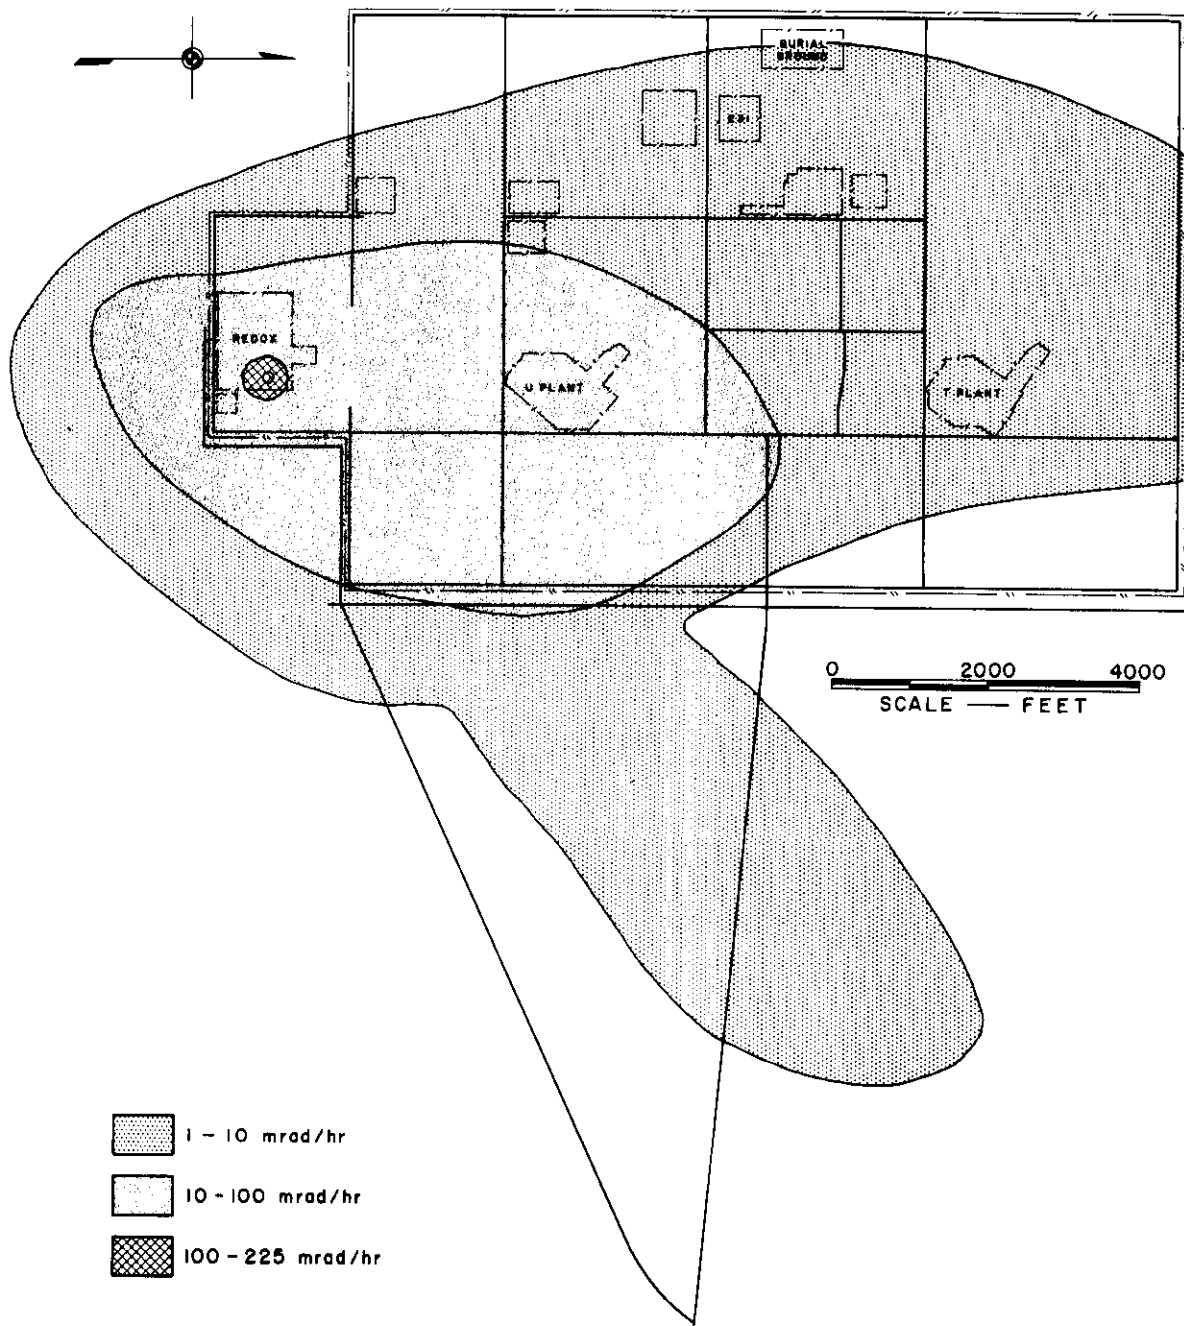 BURIAL
GROUND
231
REDOX
U PLANT
T PLANT
0 2000 4000
SCALE — FEET
1 - 10 mrad/hr
10 - 100 mrad/hr
100 - 225 mrad/hr